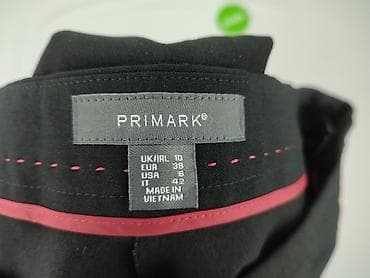 PRIMARK®
UK/IRL 10
EUR 38
USA 6
IT 42
MADE IN
VIETNAM